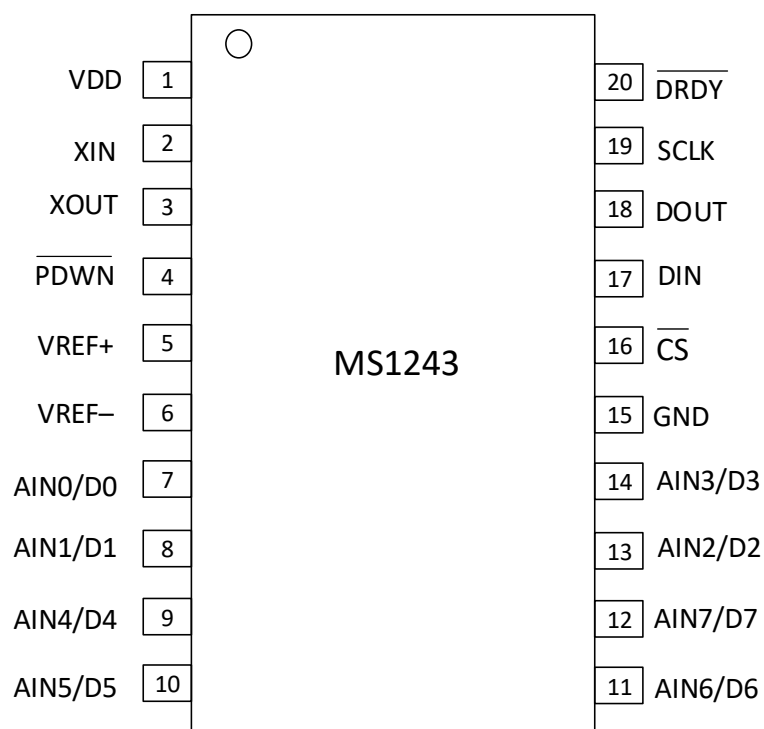 VDD 1
XIN 2
XOUT 3
PDWN 4
VREF+ 5
VREF– 6
AIN0/D0 7
AIN1/D1 8
AIN4/D4 9
AIN5/D5 10
MS1243
20 DRDY
19 SCLK
18 DOUT
17 DIN
16 CS
15 GND
14 AIN3/D3
13 AIN2/D2
12 AIN7/D7
11 AIN6/D6